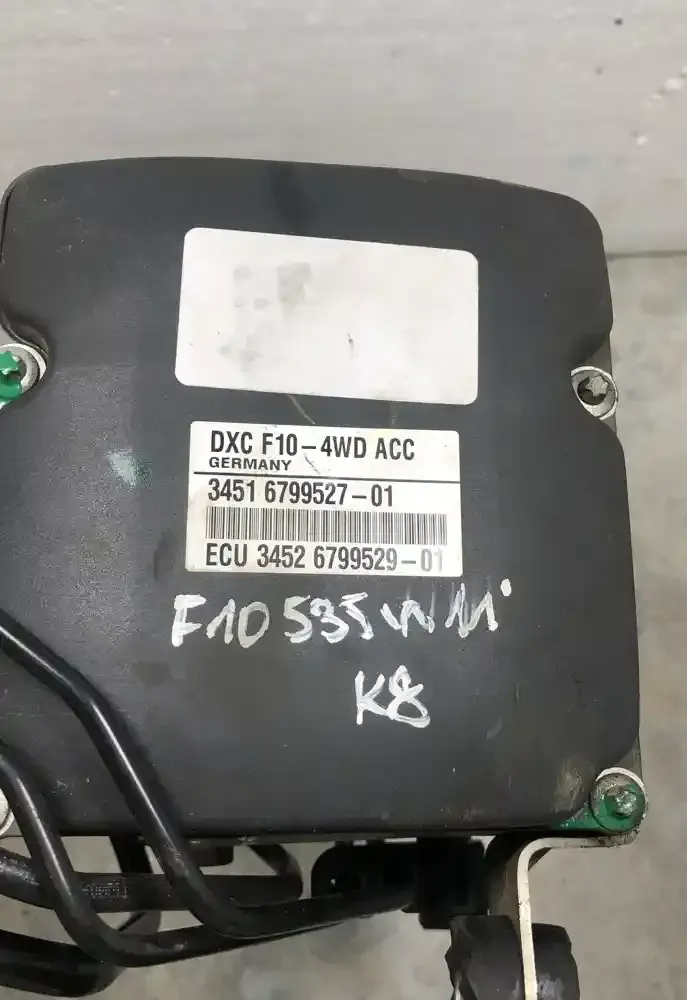 DXC F10-4WD ACC
GERMANY
3451 6799527-01
ECU 3452 6799529-01
F10 535
K8